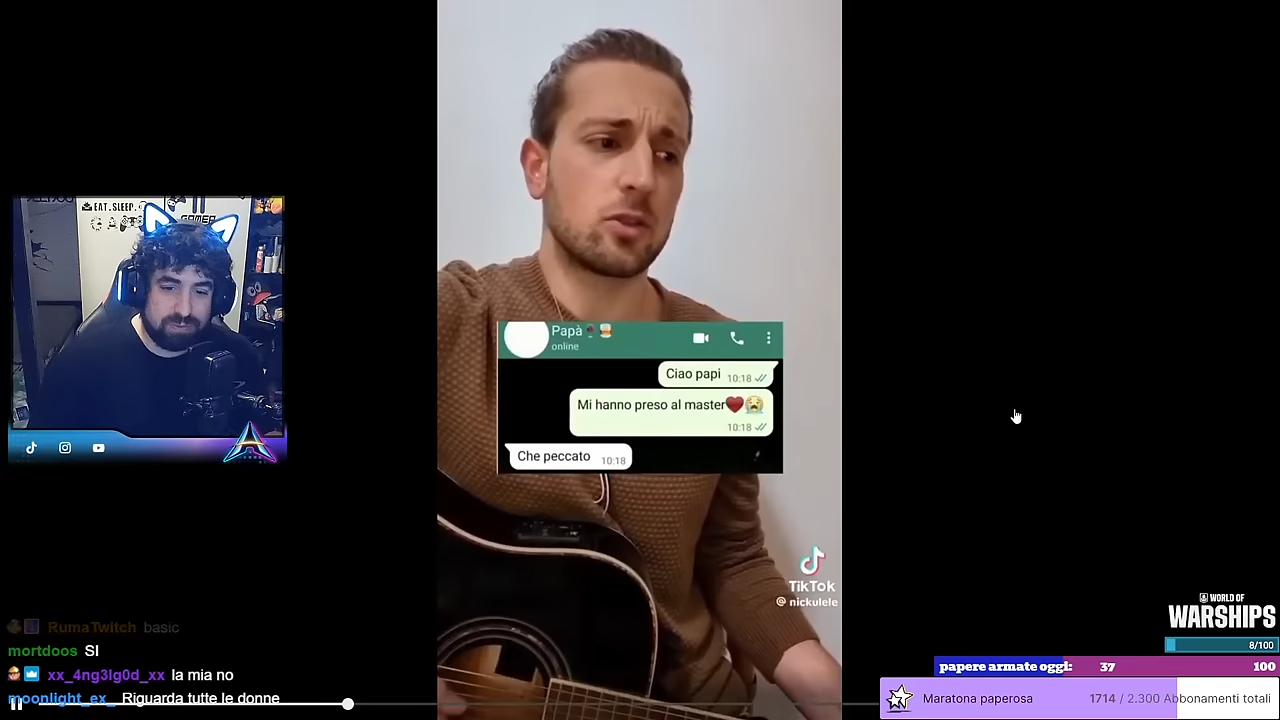 EAT.SLEEP.
GAMER
Papà
online
Ciao papi
10:18
Mi hanno preso al master❤️😭
10:18
Che peccato 10:18
TikTok
@nickulele
RumaTwitch basic
mortdoos SI
xx_4ng3lg0d_xx la mia no
moonlight_ex_ Riguarda tutte le donne
WORLD OF
WARSHIPS
8/100
papere armate oggi: 37 100
Maratona paperosa 1714 / 2.300 Abbonamenti totali